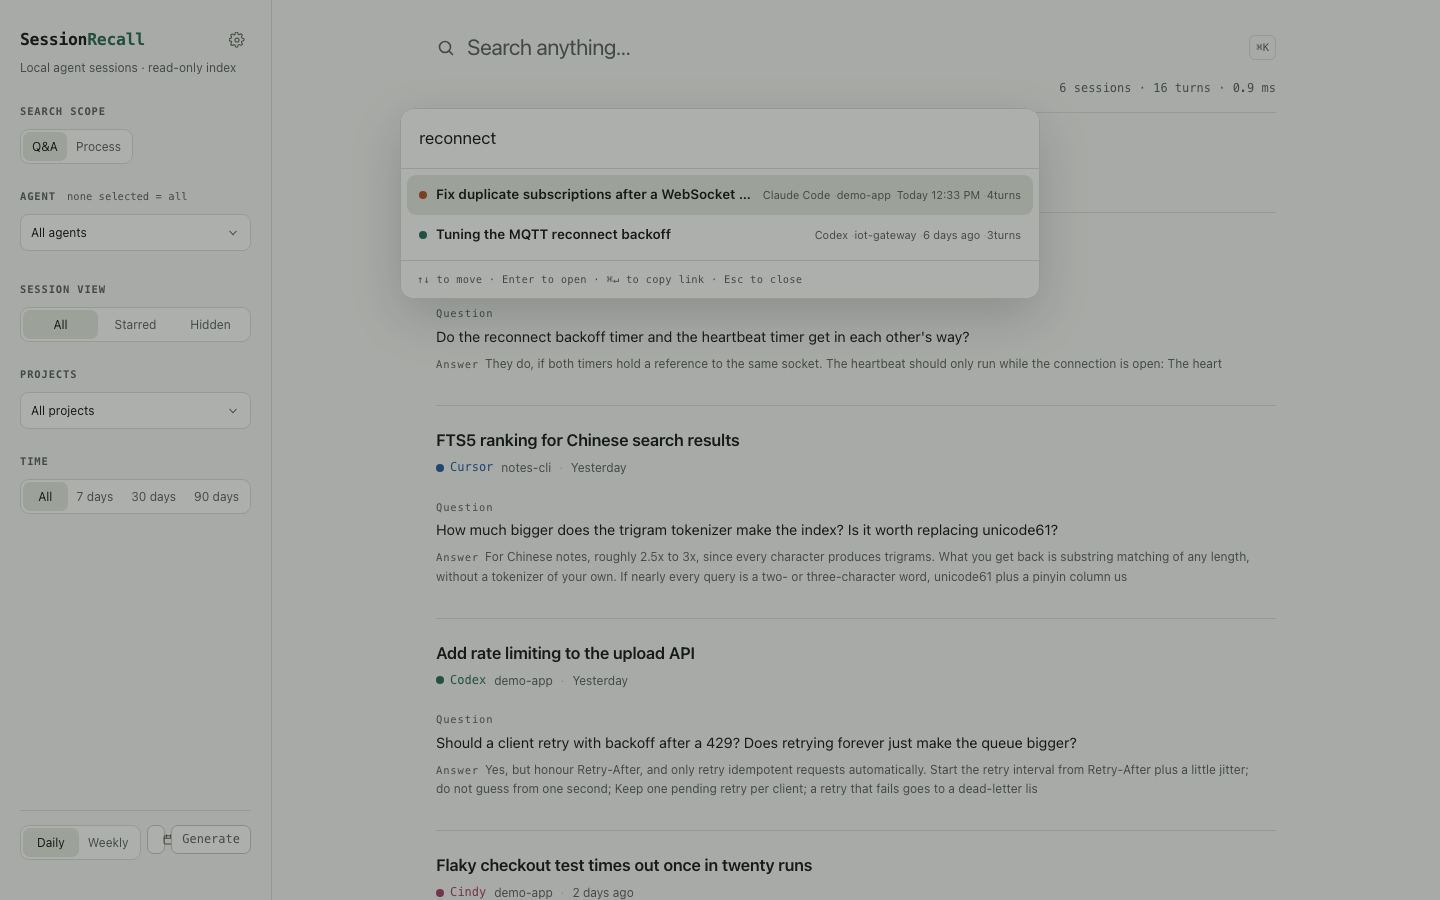 SessionRecall
Local agent sessions · read-only index
SEARCH SCOPE
Q&A Process
AGENT none selected = all
All agents
SESSION VIEW
All Starred Hidden
PROJECTS
All projects
TIME
All 7 days 30 days 90 days
Daily Weekly Generate
Search anything... ⌘K
6 sessions · 16 turns · 0.9 ms
reconnect
Fix duplicate subscriptions after a WebSocket ... Claude Code · demo-app · Today 12:33 PM · 4turns
Tuning the MQTT reconnect backoff Codex · iot-gateway · 6 days ago · 3turns
↑↓ to move · Enter to open · ⌘↵ to copy link · Esc to close
Question
Do the reconnect backoff timer and the heartbeat timer get in each other's way?
Answer They do, if both timers hold a reference to the same socket. The heartbeat should only run while the connection is open: The heart
FTS5 ranking for Chinese search results
Cursor notes-cli · Yesterday
Question
How much bigger does the trigram tokenizer make the index? Is it worth replacing unicode61?
Answer For Chinese notes, roughly 2.5x to 3x, since every character produces trigrams. What you get back is substring matching of any length,
without a tokenizer of your own. If nearly every query is a two- or three-character word, unicode61 plus a pinyin column us
Add rate limiting to the upload API
Codex demo-app · Yesterday
Question
Should a client retry with backoff after a 429? Does retrying forever just make the queue bigger?
Answer Yes, but honour Retry-After, and only retry idempotent requests automatically. Start the retry interval from Retry-After plus a little jitter;
do not guess from one second; Keep one pending retry per client; a retry that fails goes to a dead-letter lis
Flaky checkout test times out once in twenty runs
Cindy demo-app · 2 days ago